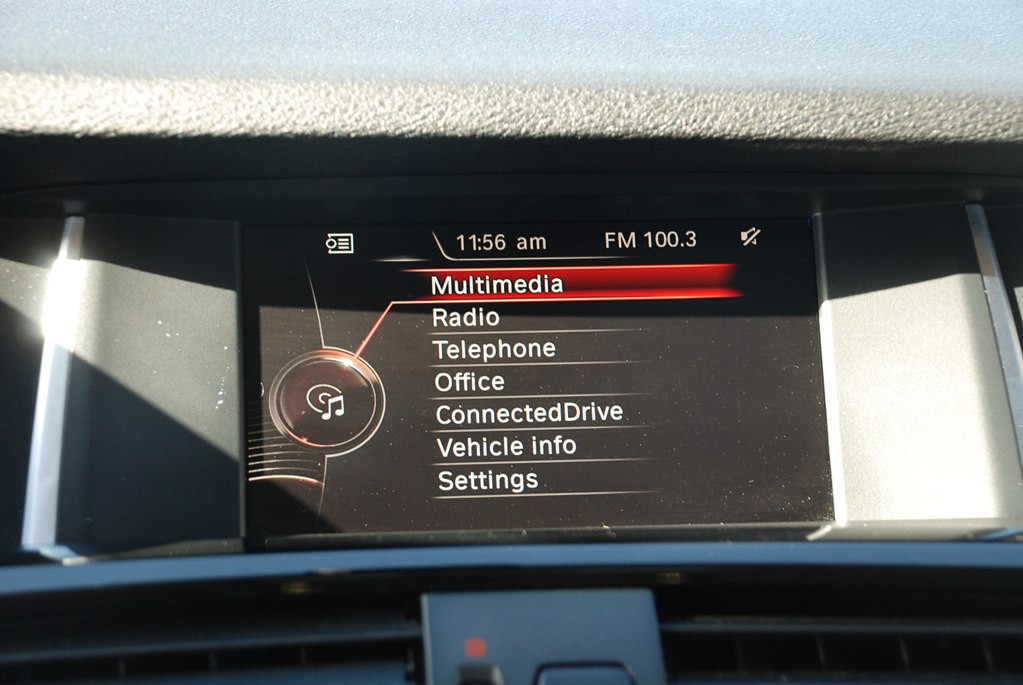 11:56 am FM 100.3
Multimedia
Radio
Telephone
Office
ConnectedDrive
Vehicle info
Settings